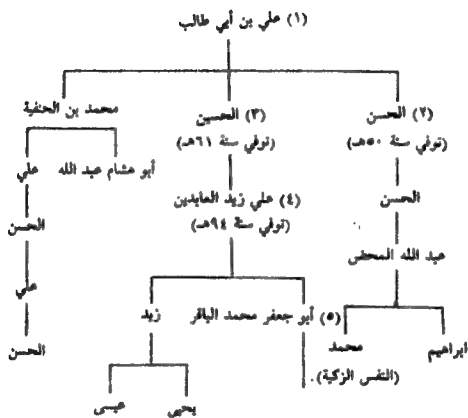 (١) علي بن أبي طالب
(٢) الحسن
(٣) الحسين
محمد بن الحنفية
(توفي سنة ٥٠هـ)
(توفي سنة ٦١هـ)
أبو هشام عبد الله
علي
الحسن
(٤) علي زيد العابدين
(توفي سنة ٩٤هـ)
الحسن
عبد الله المحض
علي
(٥) أبو جعفر محمد الباقر
زيد
ابراهيم
محمد
الحسن
(النفس الزكية).
يحيى
عيسى